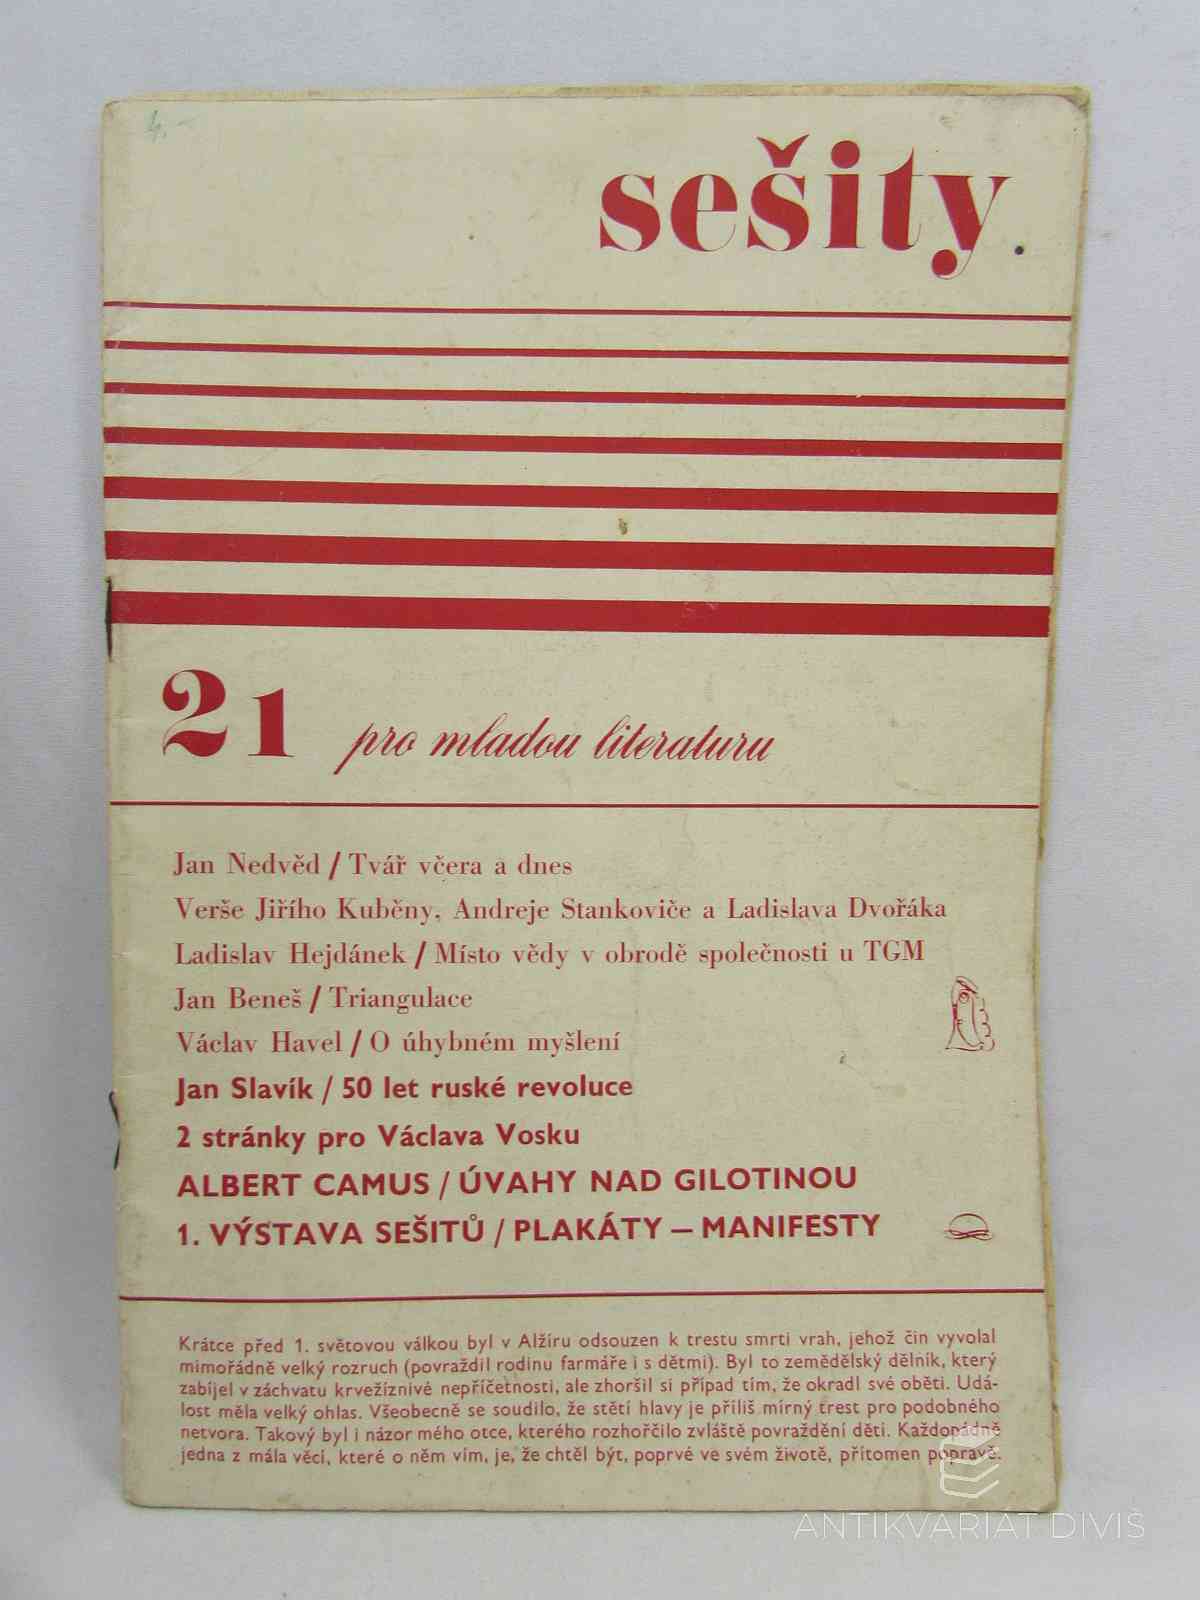 4,-
sešity.
21 pro mladou literaturu
Jan Nedvěd / Tvář včera a dnes
Verše Jiřího Kuběny, Andreje Stankoviče a Ladislava Dvořáka
Ladislav Hejdánek / Místo vědy v obrodě společnosti u TGM
Jan Beneš / Triangulace
Václav Havel / O úhybném myšlení
Jan Slavík / 50 let ruské revoluce
2 stránky pro Václava Vosku
ALBERT CAMUS / ÚVAHY NAD GILOTINOU
1. VÝSTAVA SEŠITŮ / PLAKÁTY — MANIFESTY
Krátce před 1. světovou válkou byl v Alžíru odsouzen k trestu smrti vrah, jehož čin vyvolal
mimořádně velký rozruch (povraždil rodinu farmáře i s dětmi). Byl to zemědělský dělník, který
zabíjel v záchvatu krvežíznivé nepříčetnosti, ale zhoršil si případ tím, že okradl své oběti. Udá-
lost měla velký ohlas. Všeobecně se soudilo, že stětí hlavy je příliš mírný trest pro podobného
netvora. Takový byl i názor mého otce, kterého rozhořčilo zvláště povraždění dětí. Každopádně
jedna z mála věcí, které o něm vím, je, že chtěl být, poprvé ve svém životě, přítomen popravě.
ANTIKVARIÁT DIVIŠ